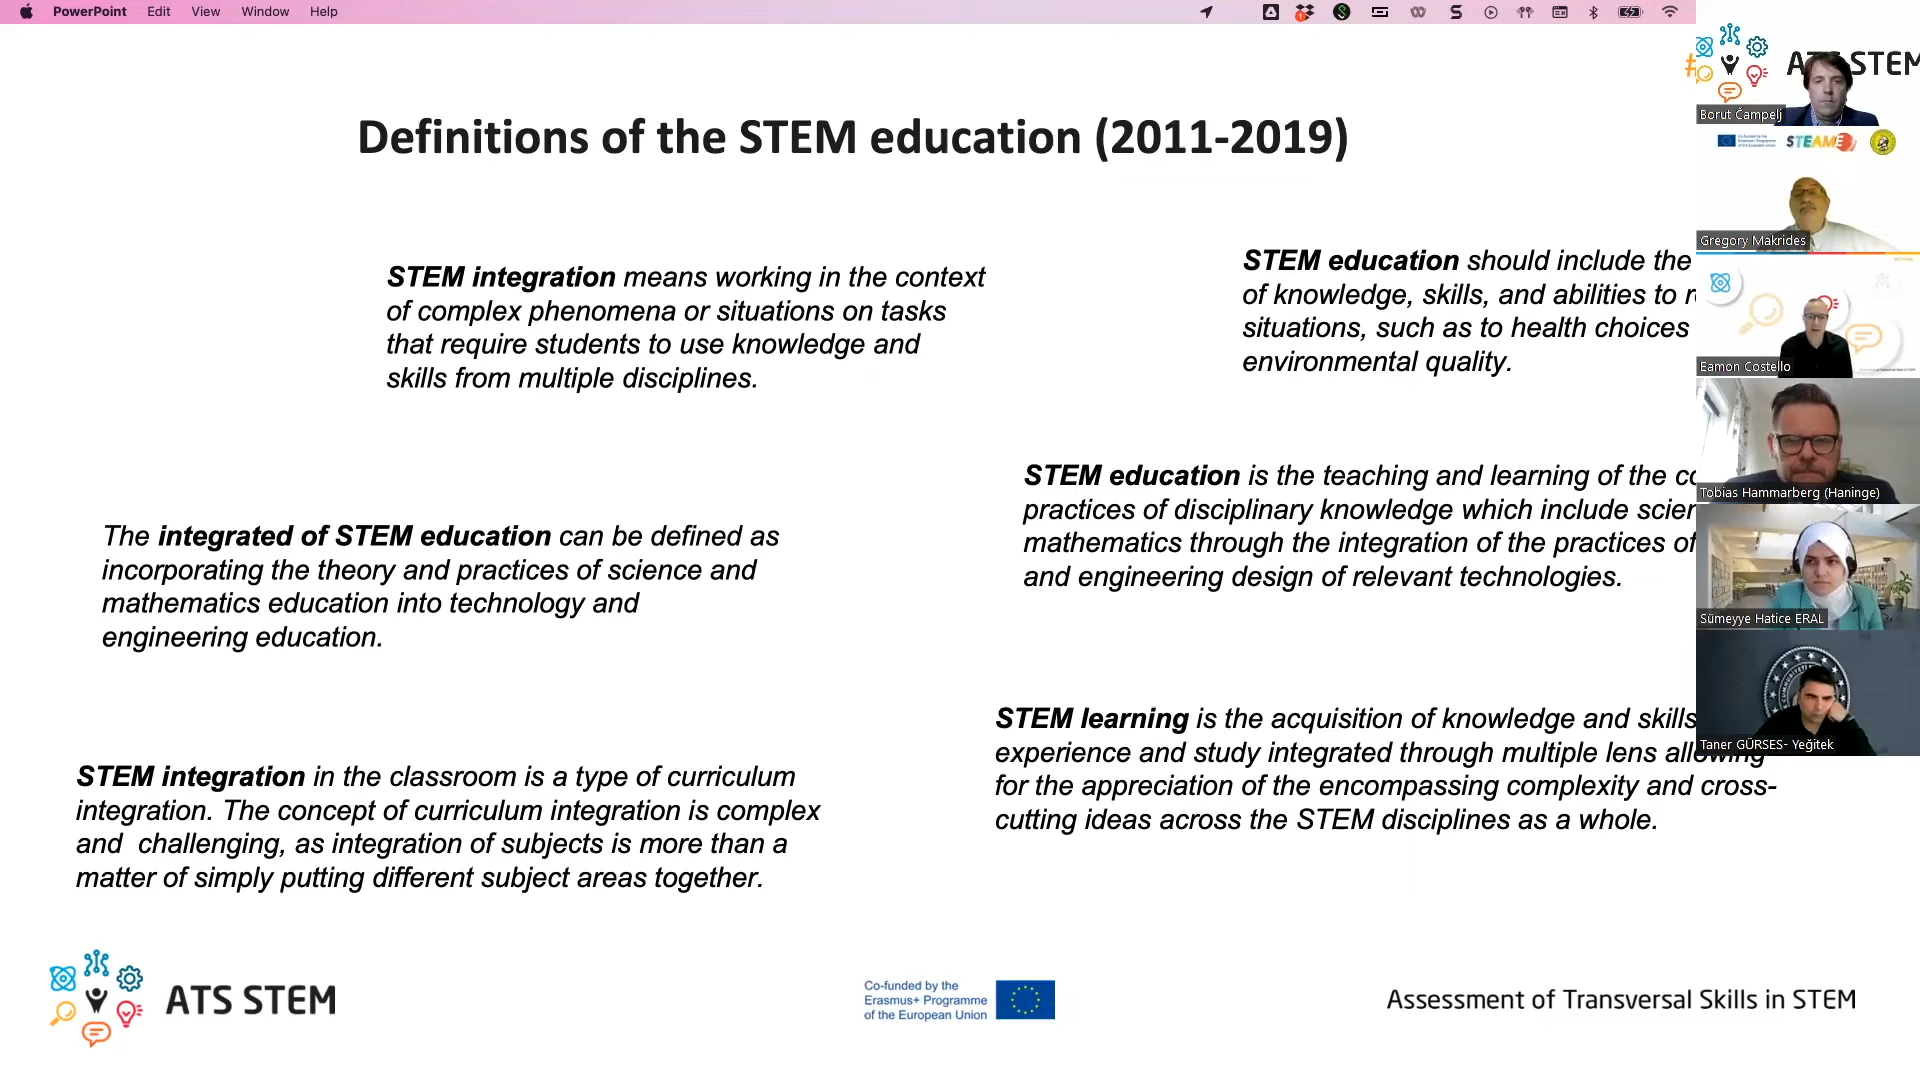 PowerPoint Edit View Window Help
ATS STEM
Definitions of the STEM education (2011-2019)
Borut Čampelj
STEAME
Gregory Makrides
Eamon Costello
Tobias Hammarberg (Haninge)
Sümeyye Hatice ERAL
Taner GÜRSES- Yeğitek
STEM integration means working in the context
of complex phenomena or situations on tasks
that require students to use knowledge and
skills from multiple disciplines.
STEM education should include the
of knowledge, skills, and abilities to
situations, such as to health choices
environmental quality.
The integrated of STEM education can be defined as
incorporating the theory and practices of science and
mathematics education into technology and
engineering education.
STEM education is the teaching and learning of the
practices of disciplinary knowledge which include
mathematics through the integration of the practices of
and engineering design of relevant technologies.
STEM integration in the classroom is a type of curriculum
integration. The concept of curriculum integration is complex
and challenging, as integration of subjects is more than a
matter of simply putting different subject areas together.
STEM learning is the acquisition of knowledge and skills
experience and study integrated through multiple lens allowing
for the appreciation of the encompassing complexity and cross-
cutting ideas across the STEM disciplines as a whole.
ATS STEM
Co-funded by the
Erasmus+ Programme
of the European Union
Assessment of Transversal Skills in STEM